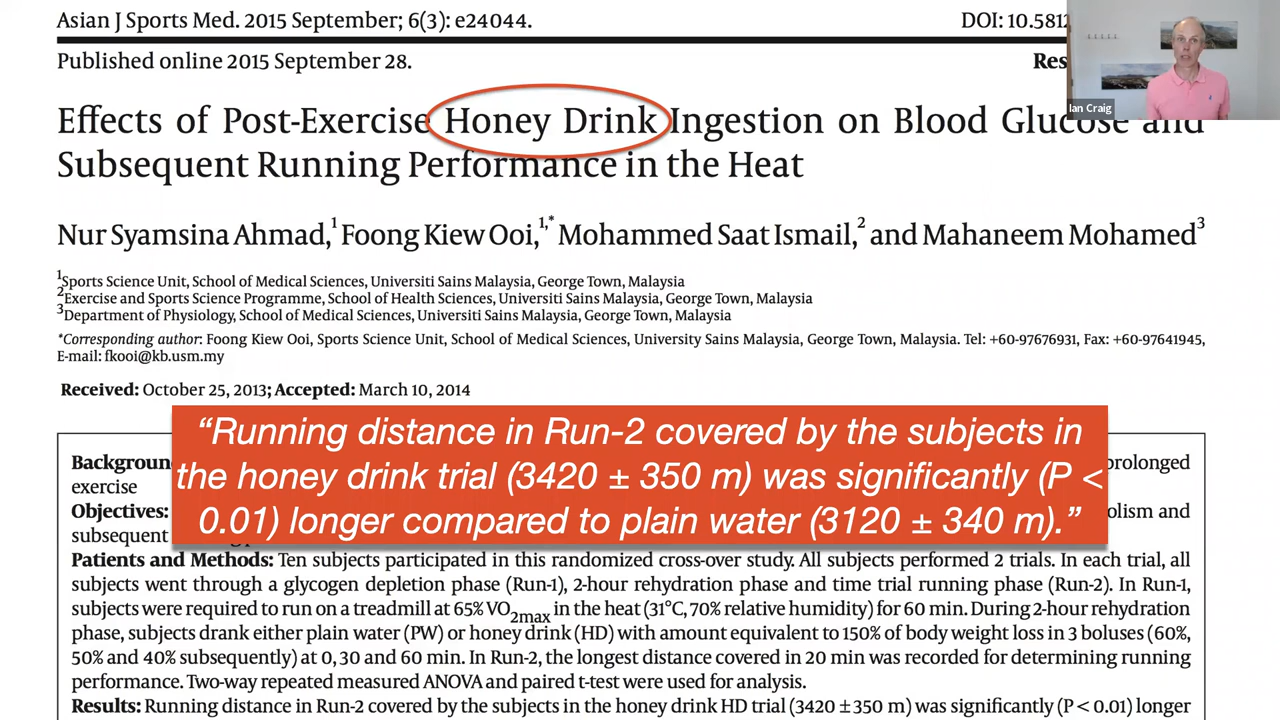 Asian J Sports Med. 2015 September; 6(3): e24044.
DOI: 10.5812
Published online 2015 September 28.
Res
Ian Craig
Effects of Post-Exercise Honey Drink Ingestion on Blood Glucose and
Subsequent Running Performance in the Heat
Nur Syamsina Ahmad,1 Foong Kiew Ooi,1,* Mohammed Saat Ismail,2 and Mahaneem Mohamed3
1Sports Science Unit, School of Medical Sciences, Universiti Sains Malaysia, George Town, Malaysia
2Exercise and Sports Science Programme, School of Health Sciences, Universiti Sains Malaysia, George Town, Malaysia
3Department of Physiology, School of Medical Sciences, Universiti Sains Malaysia, George Town, Malaysia
*Corresponding author: Foong Kiew Ooi, Sports Science Unit, School of Medical Sciences, University Sains Malaysia, George Town, Malaysia. Tel: +60-97676931, Fax: +60-97641945,
E-mail: fkooi@kb.usm.my
Received: October 25, 2013; Accepted: March 10, 2014
“Running distance in Run-2 covered by the subjects in
the honey drink trial (3420 ± 350 m) was significantly (P <
0.01) longer compared to plain water (3120 ± 340 m).”
Backgroun prolonged
exercise
Objectives: olism and
subsequent
Patients and Methods: Ten subjects participated in this randomized cross-over study. All subjects performed 2 trials. In each trial, all
subjects went through a glycogen depletion phase (Run-1), 2-hour rehydration phase and time trial running phase (Run-2). In Run-1,
subjects were required to run on a treadmill at 65% VO2max in the heat (31°C, 70% relative humidity) for 60 min. During 2-hour rehydration
phase, subjects drank either plain water (PW) or honey drink (HD) with amount equivalent to 150% of body weight loss in 3 boluses (60%,
50% and 40% subsequently) at 0, 30 and 60 min. In Run-2, the longest distance covered in 20 min was recorded for determining running
performance. Two-way repeated measured ANOVA and paired t-test were used for analysis.
Results: Running distance in Run-2 covered by the subjects in the honey drink HD trial (3420 ±350 m) was significantly (P < 0.01) longer